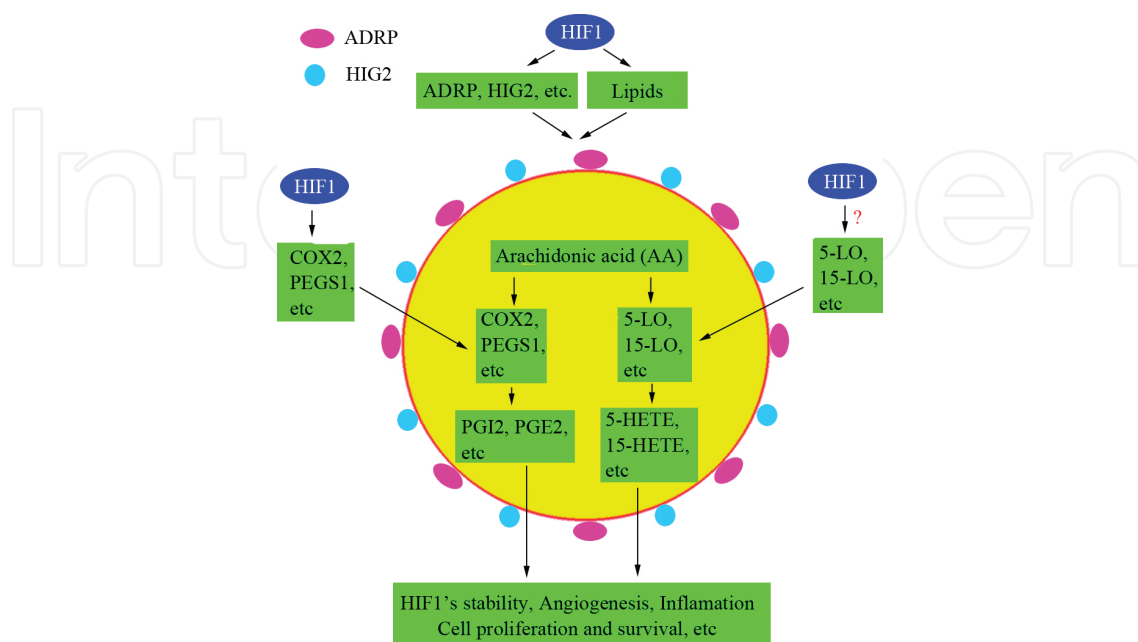 HIF1
ADRP
HIG2
ADRP, HIG2, etc.
Lipids
HIF1
HIF1
?
COX2,
PEGS1,
etc
5-LO,
15-LO,
etc
Arachidonic acid (AA)
COX2,
PEGS1,
etc
5-LO,
15-LO,
etc
PGI2, PGE2,
etc
5-HETE,
15-HETE,
etc
HIF1's stability, Angiogenesis, Inflamation
Cell proliferation and survival, etc